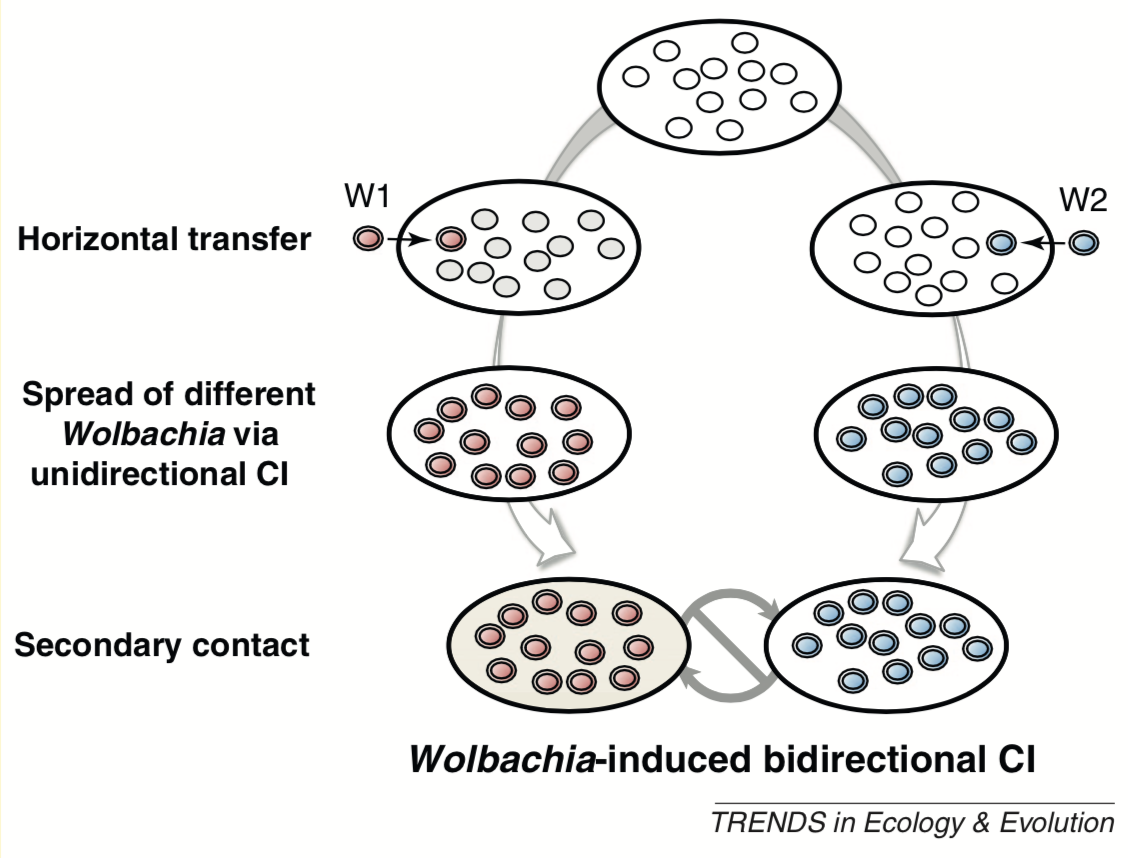 W1
W2
Horizontal transfer
Spread of different
Wolbachia via
unidirectional CI
Secondary contact
Wolbachia-induced bidirectional CI
TRENDS in Ecology & Evolution